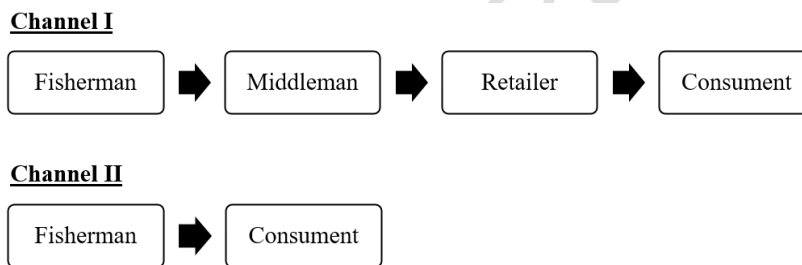 Channel I
Fisherman Middleman Retailer Consument
Channel II
Fisherman Consument